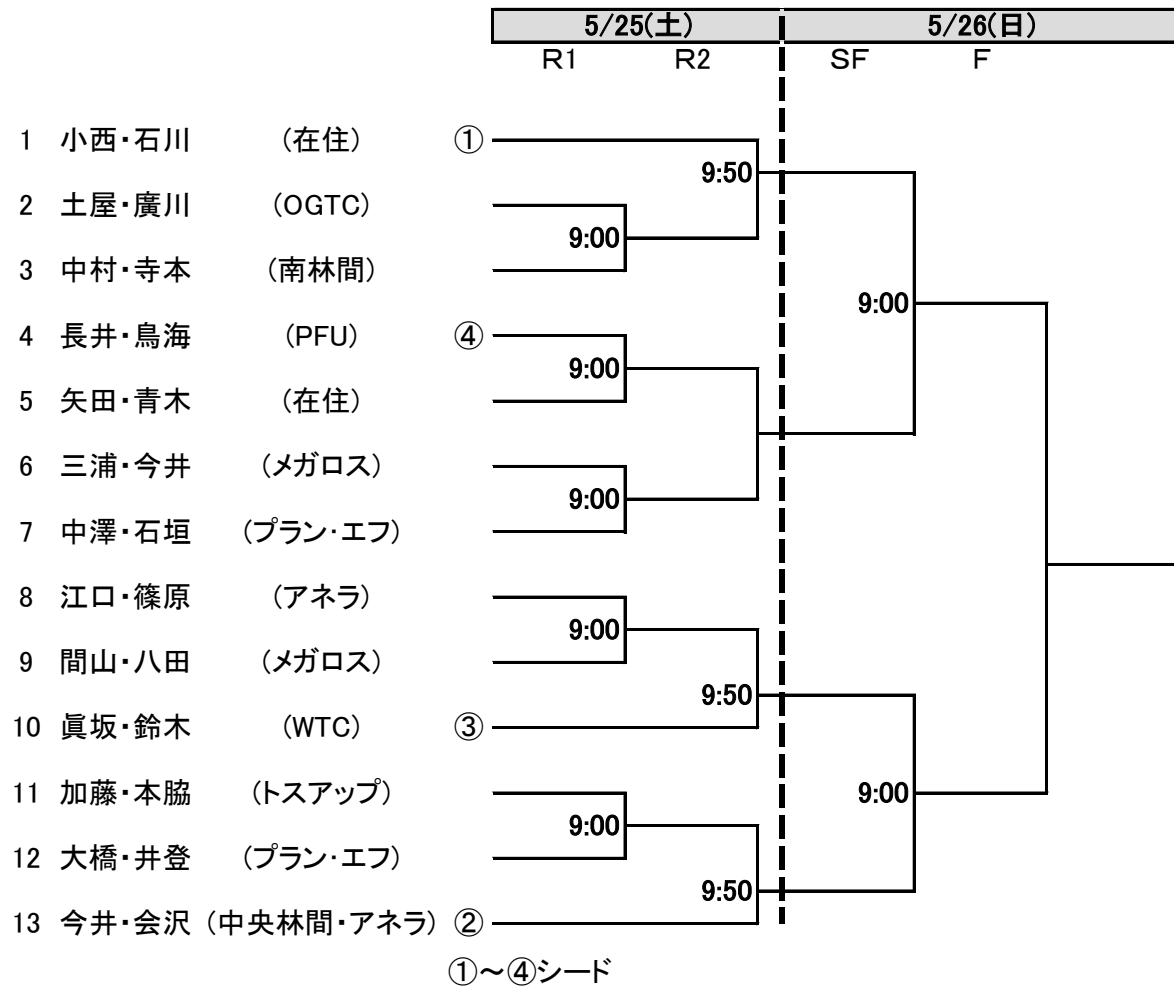 5/25(土) 5/26(日)
R1 R2 SF F
1 小西・石川 (在住) ①
9:50
2 土屋・廣川 (OGTC)
9:00
3 中村・寺本 (南林間)
9:00
4 長井・鳥海 (PFU) ④
9:00
5 矢田・青木 (在住)
6 三浦・今井 (メガロス)
9:00
7 中澤・石垣 (プラン・エフ)
8 江口・篠原 (アネラ)
9:00
9 間山・八田 (メガロス)
9:50
10 眞坂・鈴木 (WTC) ③
11 加藤・本脇 (トスアップ) 9:00
9:00
12 大橋・井登 (プラン・エフ)
9:50
13 今井・会沢 (中央林間・アネラ) ②
①~④シード